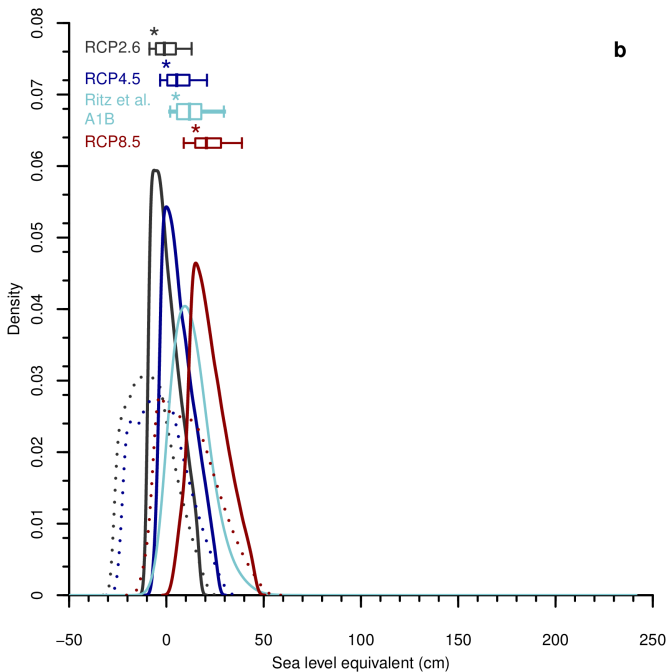 b
0.08
RCP2.6
*
RCP4.5
*
0.07
Ritz et al.
*
A1B
RCP8.5
*
0.06
0.05
0.04
0.03
0.02
0.01
0
Density
−50 0 50 100 150 200 250
Sea level equivalent (cm)